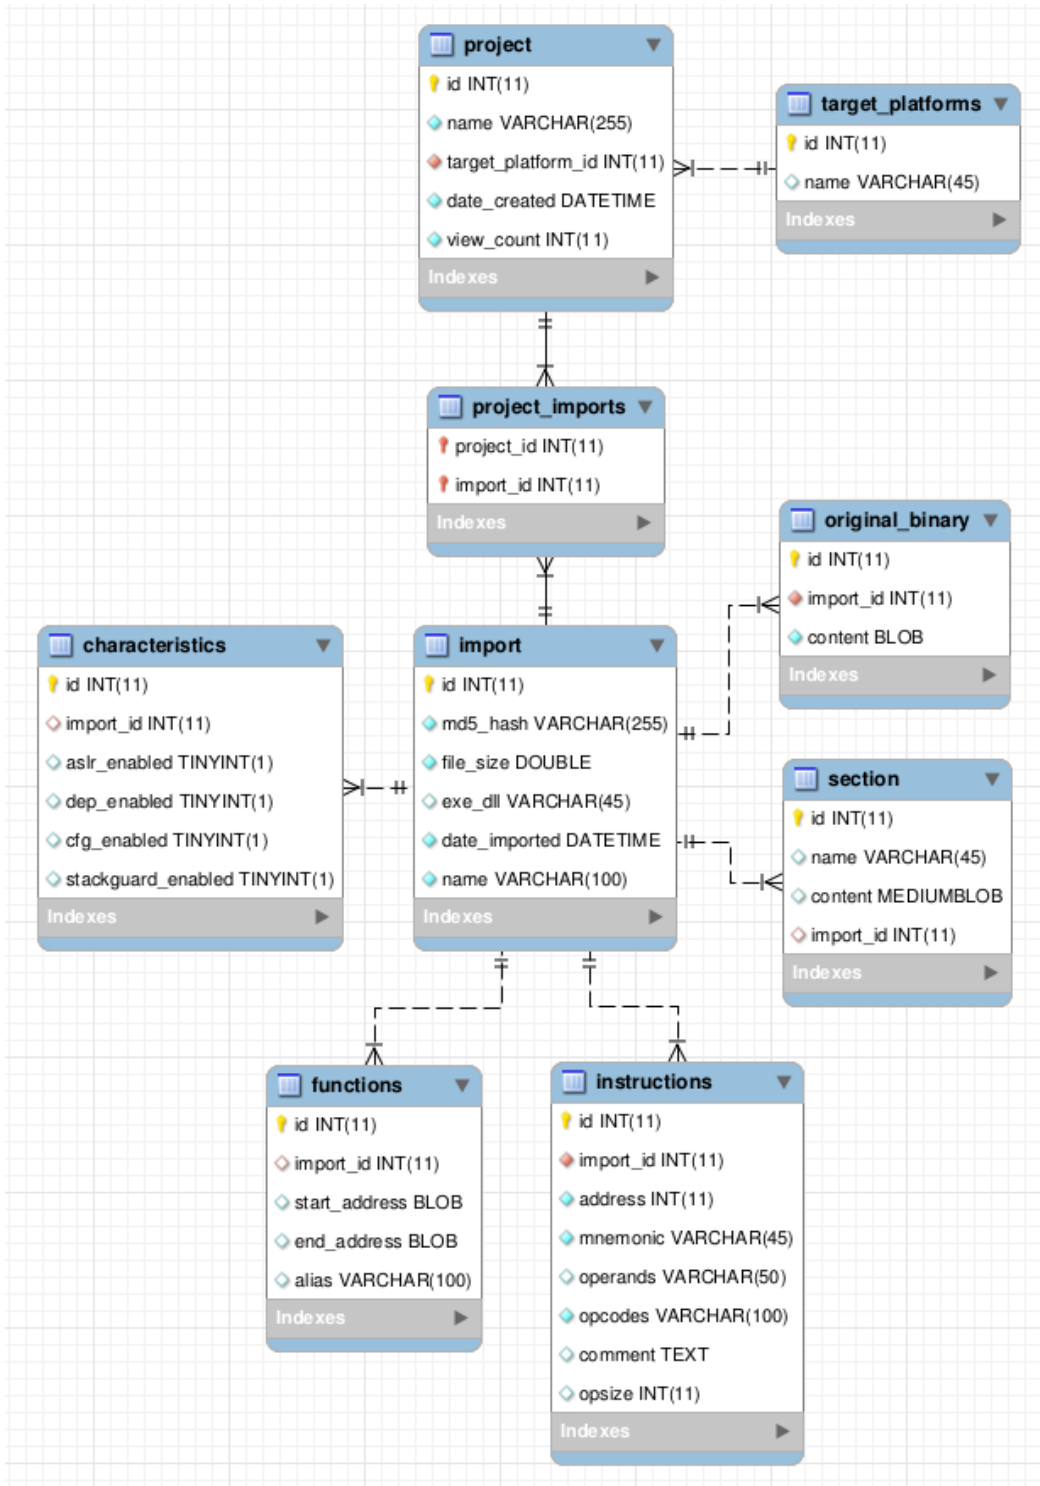 project
id INT(11)
name VARCHAR(255)
target_platform_id INT(11)
date_created DATETIME
view_count INT(11)
Indexes
target_platforms
id INT(11)
name VARCHAR(45)
Indexes
project_imports
project_id INT(11)
import_id INT(11)
Indexes
original_binary
id INT(11)
import_id INT(11)
content BLOB
Indexes
characteristics
id INT(11)
import_id INT(11)
aslr_enabled TINYINT(1)
dep_enabled TINYINT(1)
cfg_enabled TINYINT(1)
stackguard_enabled TINYINT(1)
Indexes
import
id INT(11)
md5_hash VARCHAR(255)
file_size DOUBLE
exe_dll VARCHAR(45)
date_imported DATETIME
name VARCHAR(100)
Indexes
section
id INT(11)
name VARCHAR(45)
content MEDIUMBLOB
import_id INT(11)
Indexes
functions
id INT(11)
import_id INT(11)
start_address BLOB
end_address BLOB
alias VARCHAR(100)
Indexes
instructions
id INT(11)
import_id INT(11)
address INT(11)
mnemonic VARCHAR(45)
operands VARCHAR(50)
opcodes VARCHAR(100)
comment TEXT
opsize INT(11)
Indexes